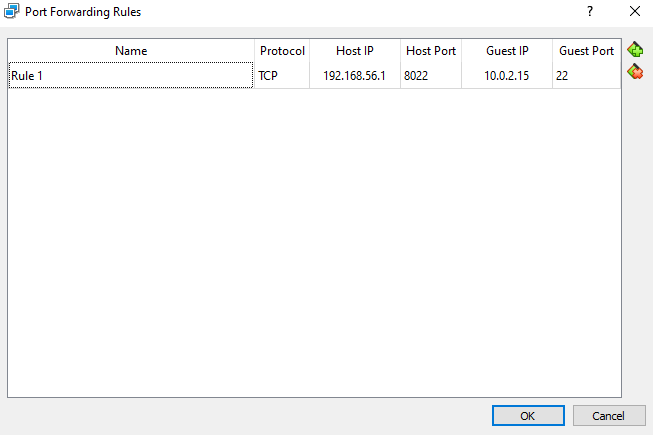 Port Forwarding Rules ?
Name Protocol Host IP Host Port Guest IP Guest Port
Rule 1 TCP 192.168.56.1 8022 10.0.2.15 22
OK Cancel